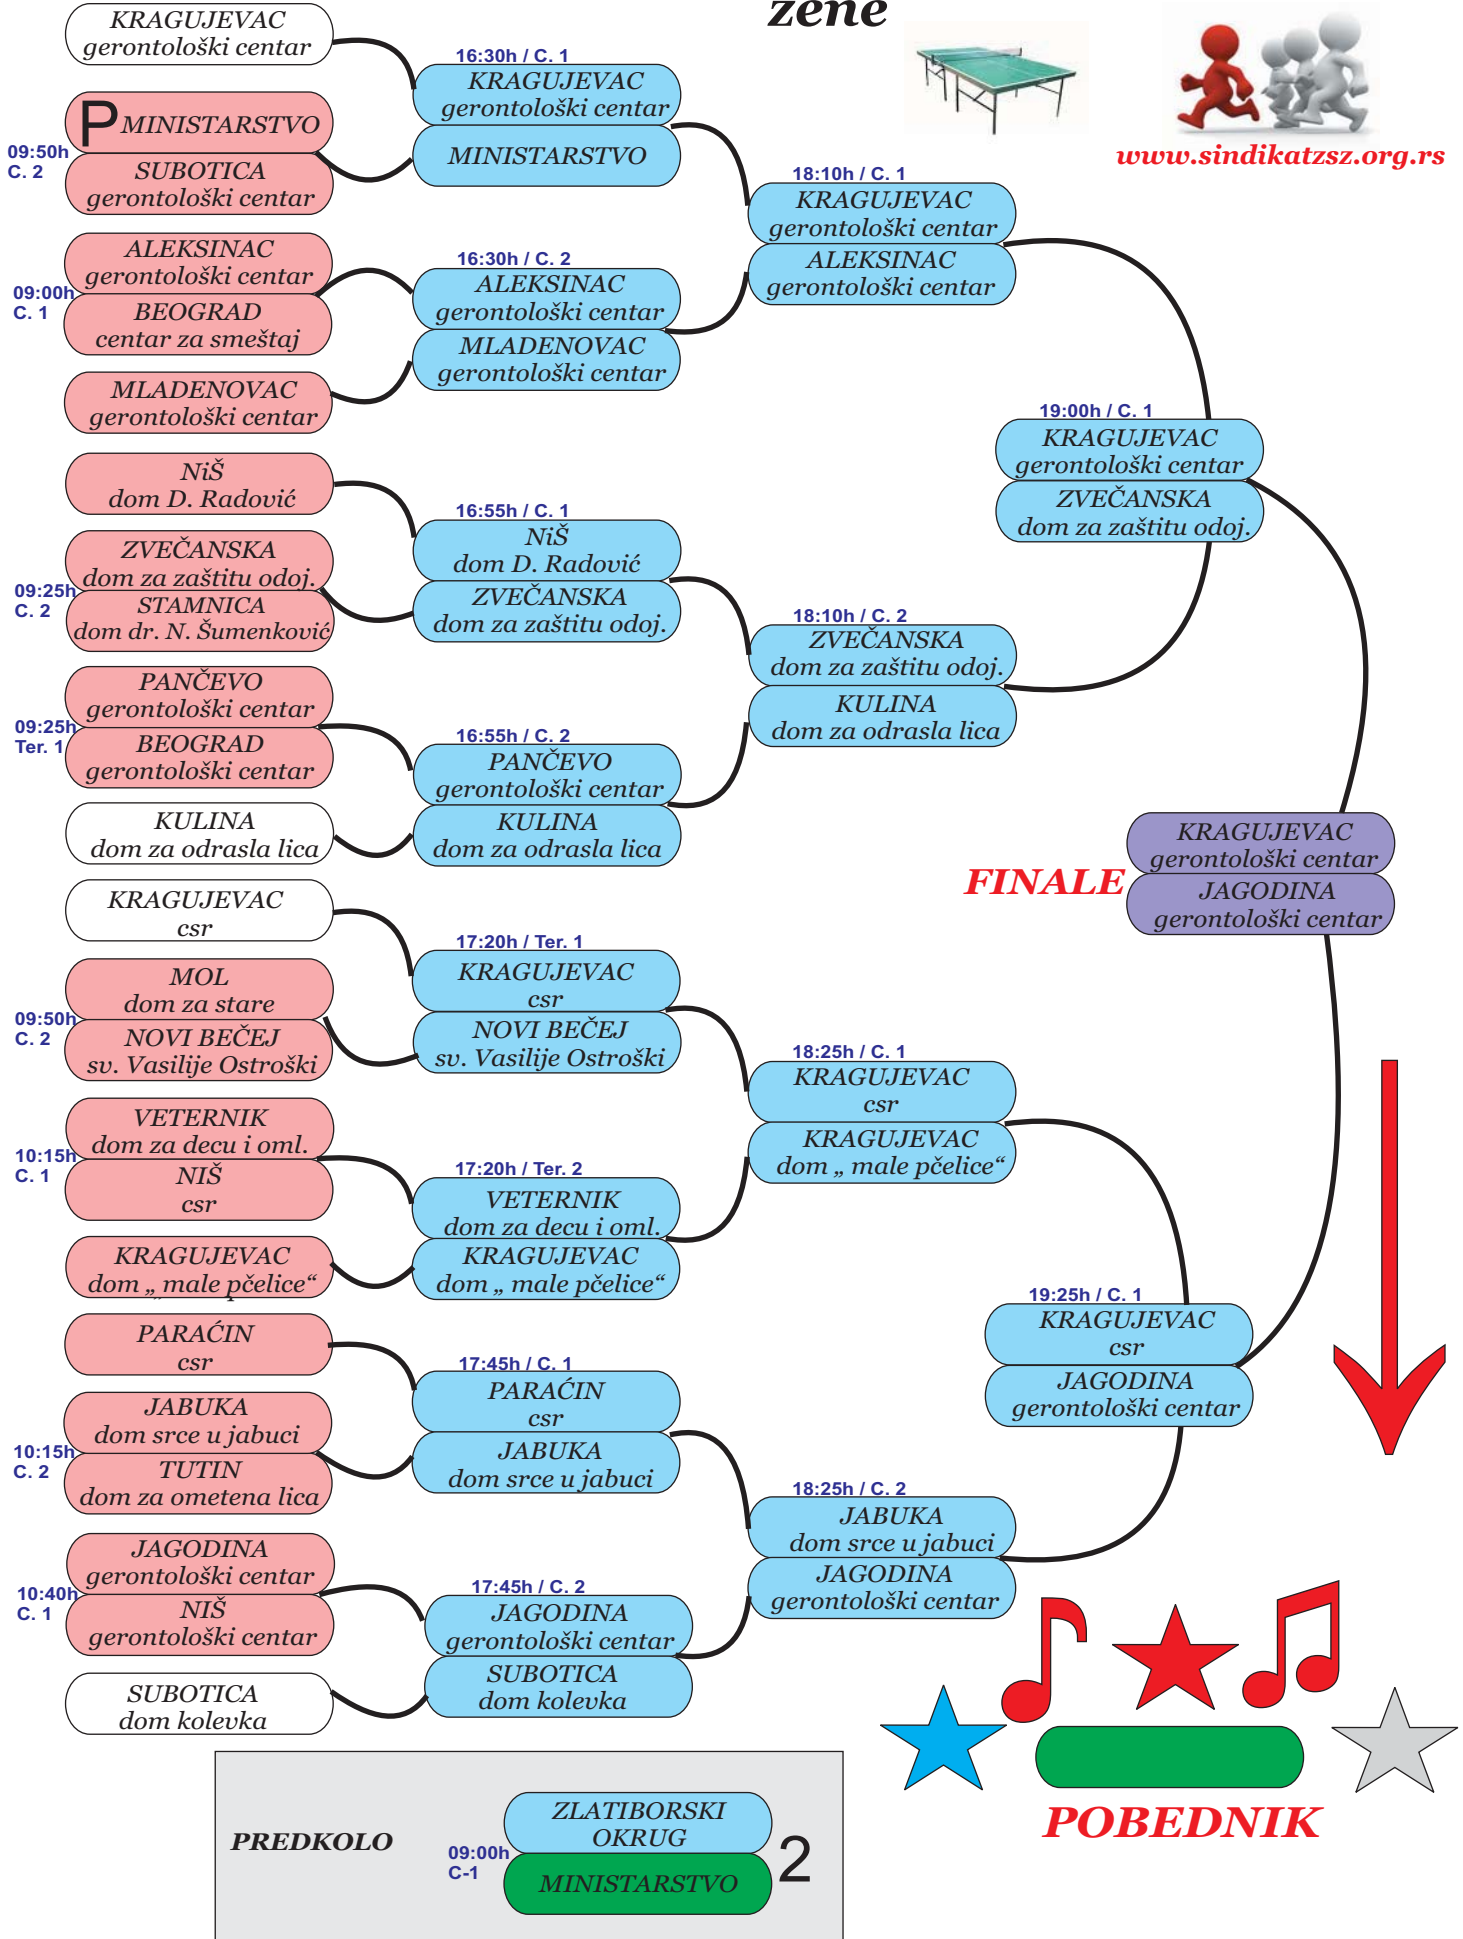 žene
www.sindikatzsz.org.rs
KRAGUJEVAC
gerontološki centar
P MINISTARSTVO
09:50h
C. 2
SUBOTICA
gerontološki centar
ALEKSINAC
gerontološki centar
09:00h
C. 1
BEOGRAD
centar za smeštaj
MLADENOVAC
gerontološki centar
NiŠ
dom D. Radović
ZVEČANSKA
dom za zaštitu odoj.
09:25h
C. 2
STAMNICA
dom dr. N. Šumenković
PANČEVO
gerontološki centar
09:25h
Ter. 1
BEOGRAD
gerontološki centar
KULINA
dom za odrasla lica
KRAGUJEVAC
csr
MOL
dom za stare
09:50h
C. 2
NOVI BEČEJ
sv. Vasilije Ostroški
VETERNIK
dom za decu i oml.
10:15h
C. 1
NIŠ
csr
KRAGUJEVAC
dom „ male pčelice“
PARAĆIN
csr
JABUKA
dom srce u jabuci
10:15h
C. 2
TUTIN
dom za ometena lica
JAGODINA
gerontološki centar
10:40h
C. 1
NIŠ
gerontološki centar
SUBOTICA
dom kolevka
16:30h / C. 1
KRAGUJEVAC
gerontološki centar
MINISTARSTVO
16:30h / C. 2
ALEKSINAC
gerontološki centar
MLADENOVAC
gerontološki centar
16:55h / C. 1
NiŠ
dom D. Radović
ZVEČANSKA
dom za zaštitu odoj.
16:55h / C. 2
PANČEVO
gerontološki centar
KULINA
dom za odrasla lica
17:20h / Ter. 1
KRAGUJEVAC
csr
NOVI BEČEJ
sv. Vasilije Ostroški
17:20h / Ter. 2
VETERNIK
dom za decu i oml.
KRAGUJEVAC
dom „ male pčelice“
17:45h / C. 1
PARAĆIN
csr
JABUKA
dom srce u jabuci
17:45h / C. 2
JAGODINA
gerontološki centar
SUBOTICA
dom kolevka
18:10h / C. 1
KRAGUJEVAC
gerontološki centar
ALEKSINAC
gerontološki centar
18:10h / C. 2
ZVEČANSKA
dom za zaštitu odoj.
KULINA
dom za odrasla lica
18:25h / C. 1
KRAGUJEVAC
csr
KRAGUJEVAC
dom „ male pčelice“
18:25h / C. 2
JABUKA
dom srce u jabuci
JAGODINA
gerontološki centar
19:00h / C. 1
KRAGUJEVAC
gerontološki centar
ZVEČANSKA
dom za zaštitu odoj.
19:25h / C. 1
KRAGUJEVAC
csr
JAGODINA
gerontološki centar
FINALE
KRAGUJEVAC
gerontološki centar
JAGODINA
gerontološki centar
POBEDNIK
PREDKOLO
09:00h
C-1
ZLATIBORSKI
OKRUG
MINISTARSTVO
2